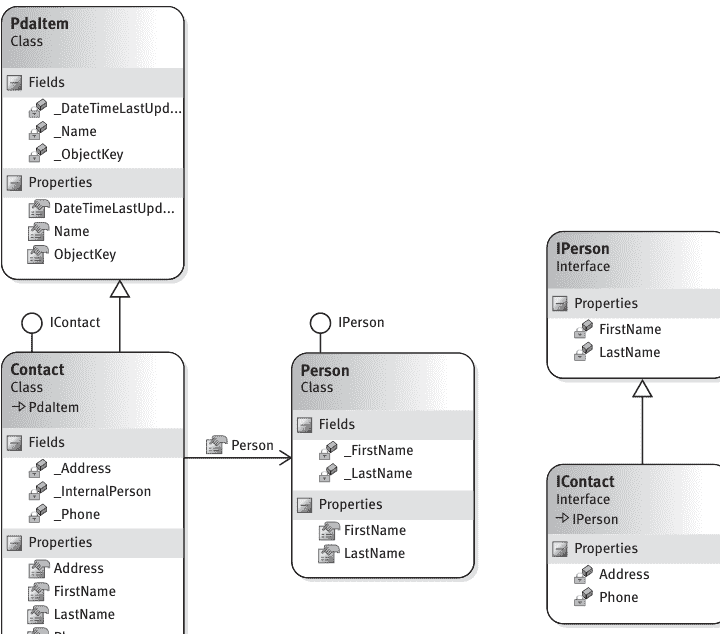 PdaItem
Class
Fields
_DateTimeLastUpd...
_Name
_ObjectKey
Properties
DateTimeLastUpd...
Name
ObjectKey
IContact
Contact
Class
PdaItem
Fields
_Address
_InternalPerson
_Phone
Properties
Address
FirstName
LastName
Person
IPerson
Person
Class
Fields
_FirstName
_LastName
Properties
FirstName
LastName
IPerson
Interface
Properties
FirstName
LastName
IContact
Interface
IPerson
Properties
Address
Phone